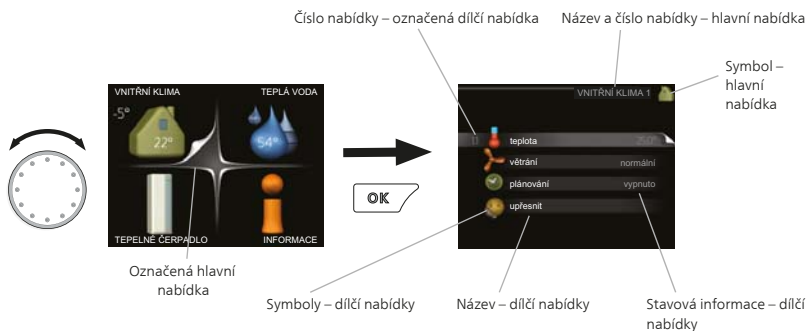 Číslo nabídky – označená dílčí nabídka
Název a číslo nabídky – hlavní nabídka
Symbol –
hlavní
nabídka
VNITŘNÍ KLIMA
TEPLÁ VODA
-5°
22°
54°
TEPELNÉ ČERPADLO
INFORMACE
OK
VNITŘNÍ KLIMA 1
teplota
větrání
normální
plánování
vypnuto
upřesnit
Označená hlavní
nabídka
Symboly – dílčí nabídky
Název – dílčí nabídky
Stavová informace – dílčí
nabídky